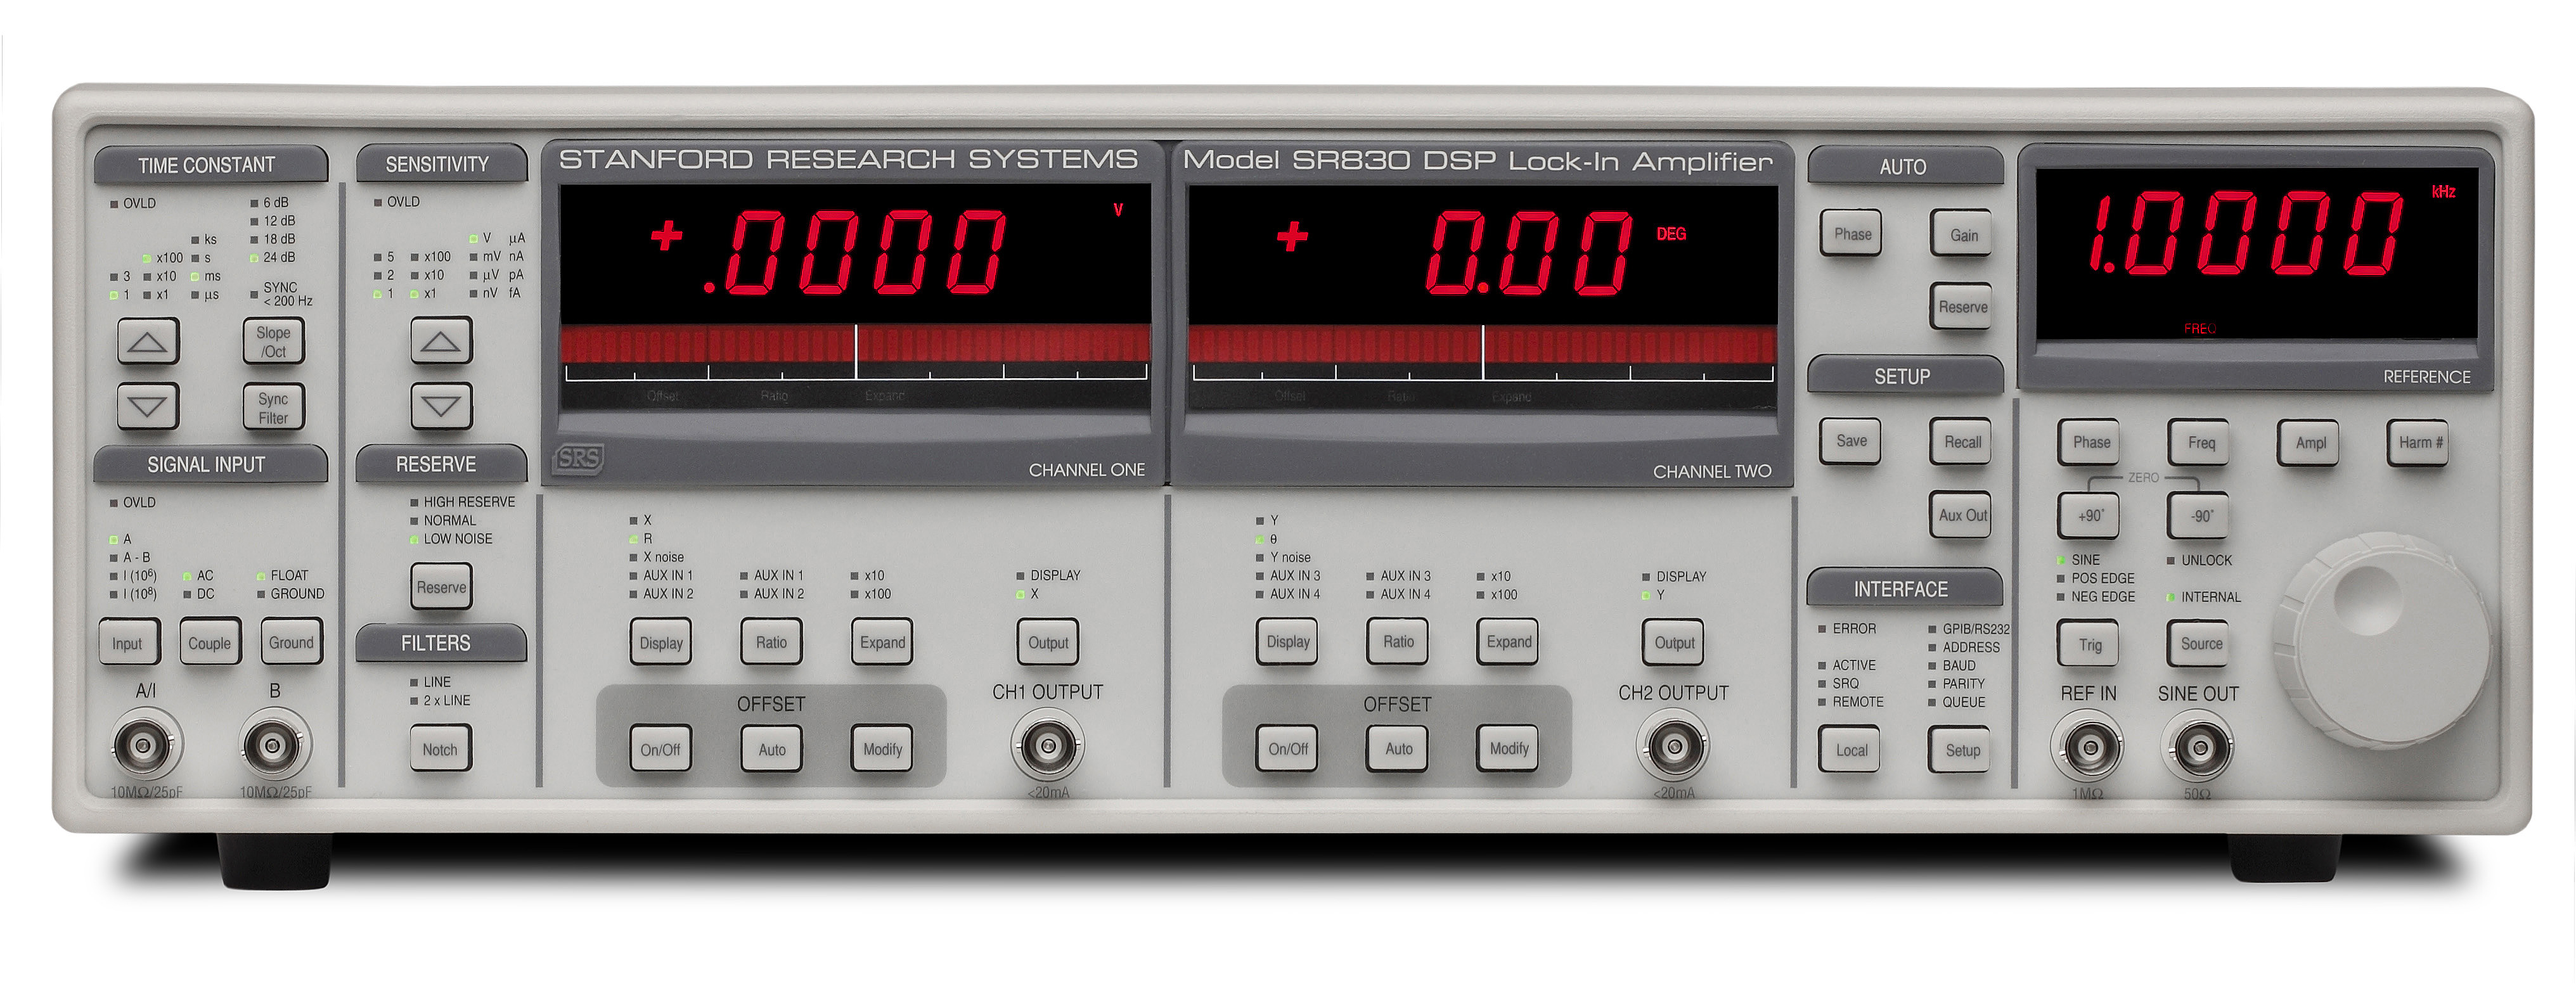 TIME CONSTANT
OVLD
6 dB
12 dB
ks
18 dB
x100
s
24 dB
3
x10
ms
1
x1
µs
SYNC
< 200 Hz
Slope
/Oct
Sync
Filter
SIGNAL INPUT
OVLD
A
A - B
I (10⁶)
AC
FLOAT
I (10⁸)
DC
GROUND
Input
Couple
Ground
A/I
B
10MΩ/25pF
10MΩ/25pF
SENSITIVITY
OVLD
V µA
5
x100
mV nA
2
x10
µV pA
1
x1
nV fA
RESERVE
HIGH RESERVE
NORMAL
LOW NOISE
Reserve
FILTERS
LINE
2 x LINE
Notch
STANFORD RESEARCH SYSTEMS
+ .0000
V
Offset
Ratio
Expand
SRS
CHANNEL ONE
X
R
X noise
AUX IN 1
AUX IN 1
x10
DISPLAY
AUX IN 2
AUX IN 2
x100
X
Display
Ratio
Expand
Output
OFFSET
CH1 OUTPUT
On/Off
Auto
Modify
<20mA
Model SR830 DSP Lock-In Amplifier
+ 0.00
DEG
Offset
Ratio
Expand
CHANNEL TWO
Y
θ
Y noise
AUX IN 3
AUX IN 3
x10
DISPLAY
AUX IN 4
AUX IN 4
x100
Y
Display
Ratio
Expand
Output
OFFSET
CH2 OUTPUT
On/Off
Auto
Modify
<20mA
AUTO
Phase
Gain
Reserve
SETUP
Save
Recall
Aux Out
INTERFACE
ERROR
GPIB/RS232
ADDRESS
ACTIVE
BAUD
SRQ
PARITY
REMOTE
QUEUE
Local
Setup
1.0000
kHz
FREQ
REFERENCE
Phase
Freq
Ampl
Harm #
ZERO
+90°
-90°
SINE
UNLOCK
POS EDGE
NEG EDGE
INTERNAL
Trig
Source
REF IN
SINE OUT
1MΩ
50Ω